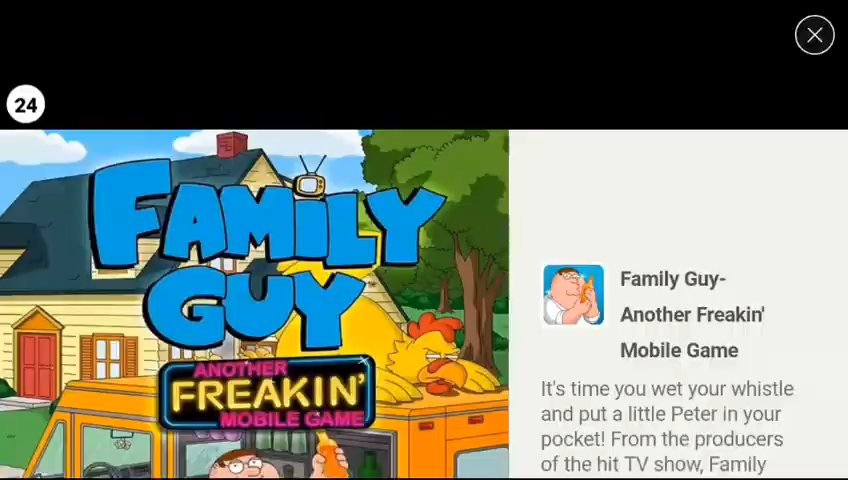 24
FAMILY
GUY
ANOTHER
FREAKIN'
MOBILE GAME
Family Guy-
Another Freakin'
Mobile Game
It's time you wet your whistle
and put a little Peter in your
pocket! From the producers
of the hit TV show, Family